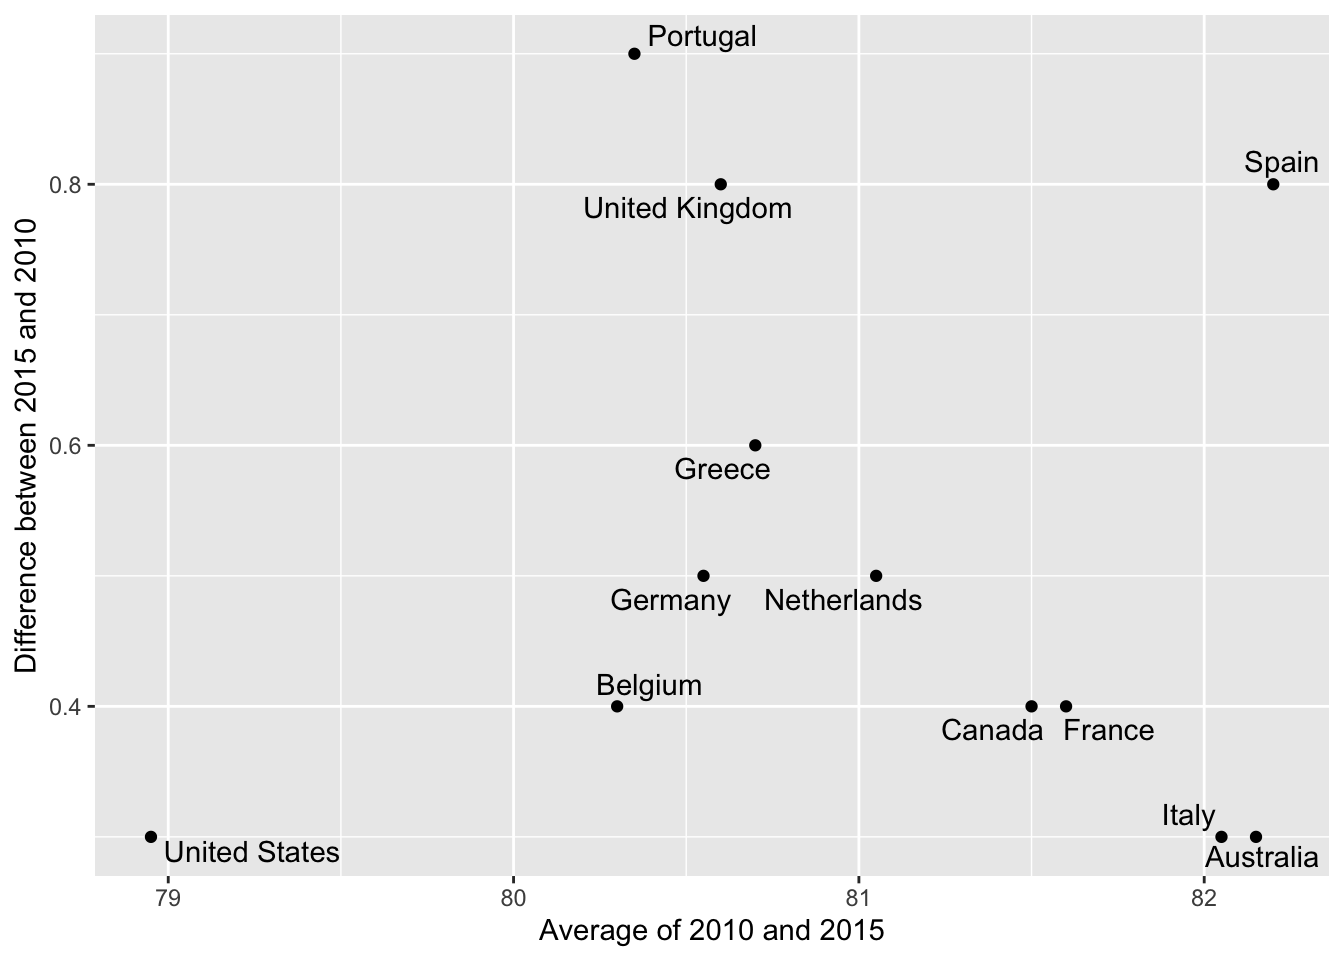 Portugal
Spain
0.8
United Kingdom
Difference between 2015 and 2010
0.6
Greece
Germany
Netherlands
Belgium
0.4
Canada
France
Italy
United States
Australia
79
80
81
82
Average of 2010 and 2015